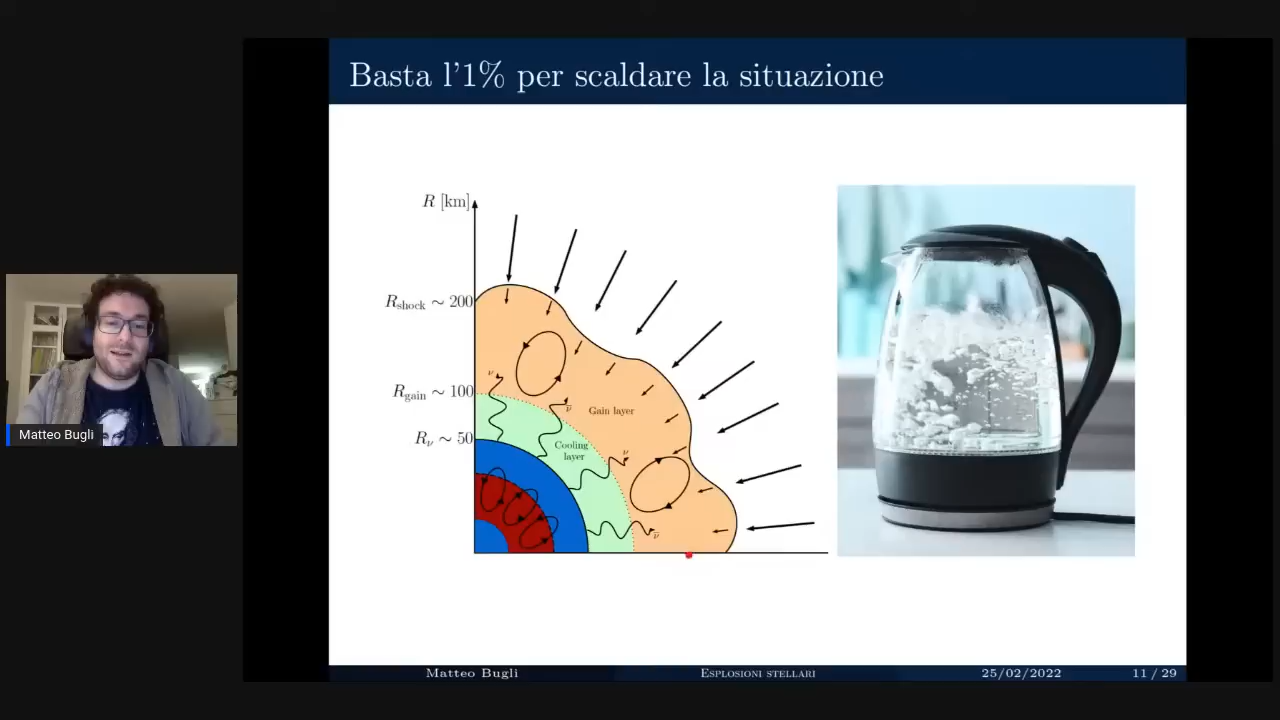 Basta l'1% per scaldare la situazione
R [km]
R_shock ∼ 200
R_gain ∼ 100
R_ν ∼ 50
ν
ν̄
Gain layer
Cooling
layer
ν
ν̄
Matteo Bugli
Matteo Bugli
Esplosioni stellari
25/02/2022
11 / 29